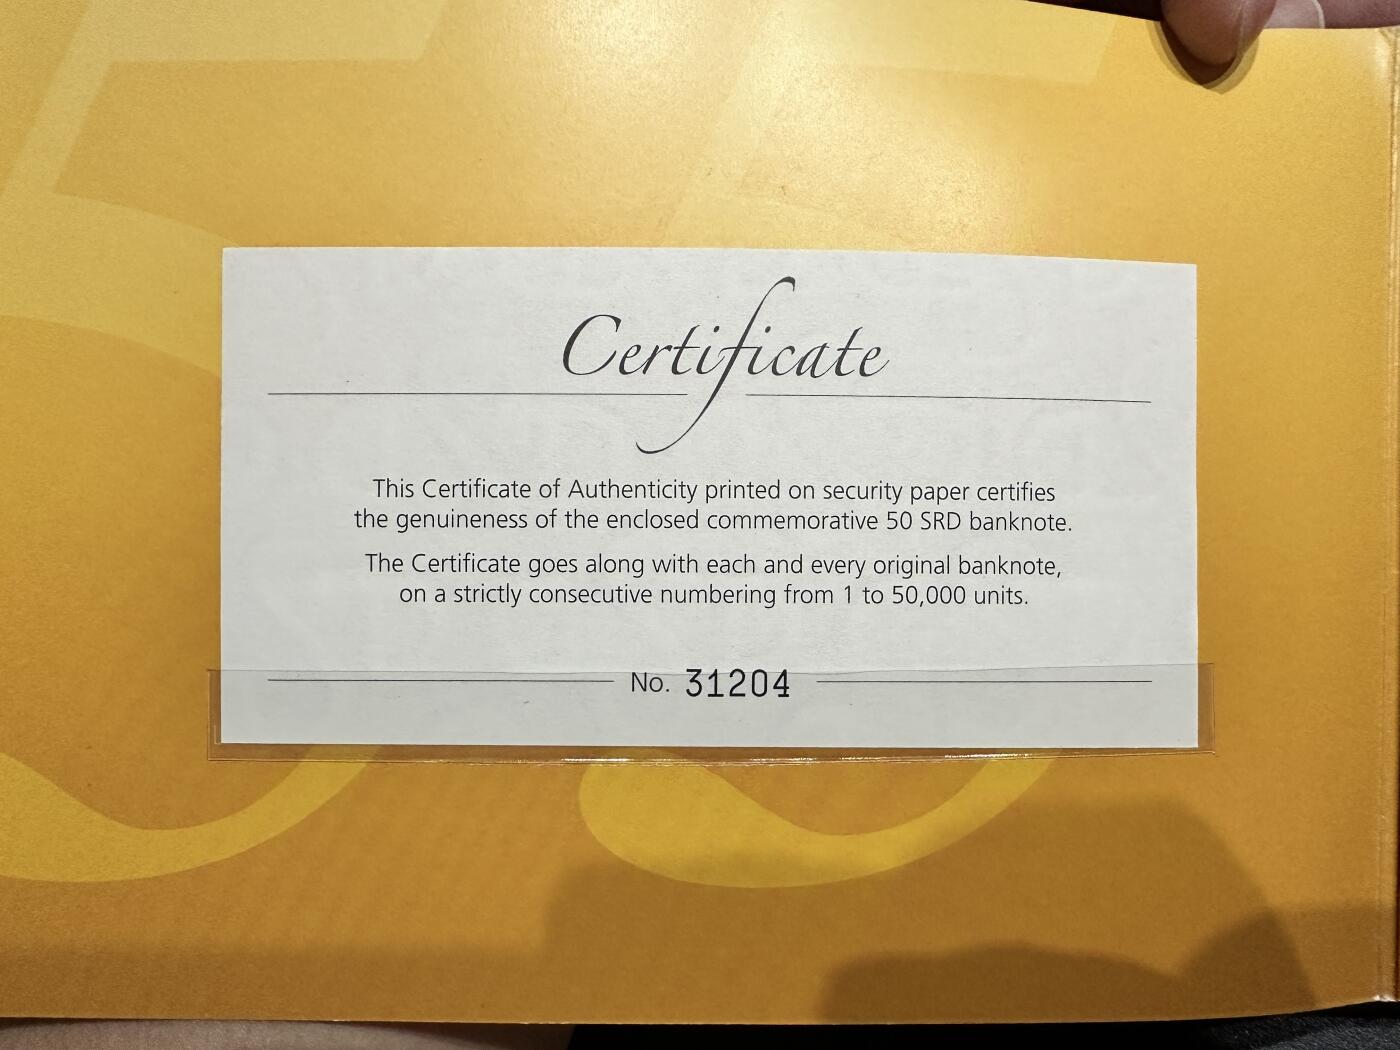 Certificate
This Certificate of Authenticity printed on security paper certifies
the genuineness of the enclosed commemorative 50 SRD banknote.
The Certificate goes along with each and every original banknote,
on a strictly consecutive numbering from 1 to 50,000 units.
No. 31204